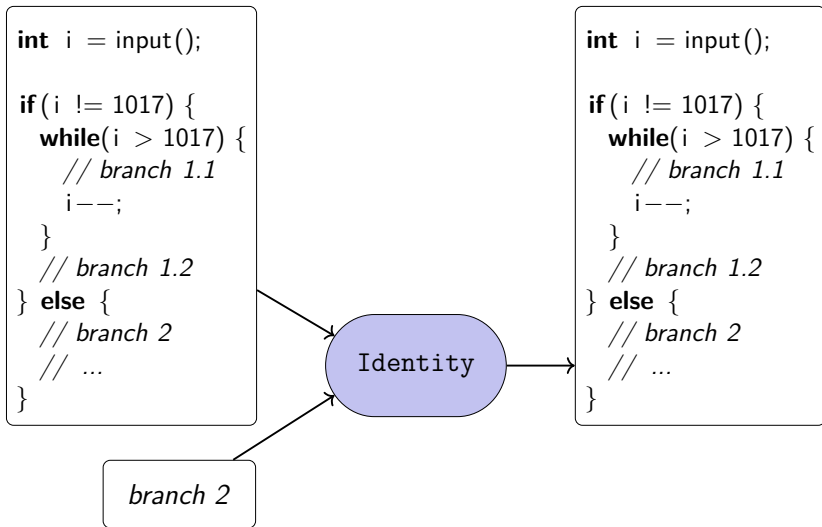 int i = input();
if(i != 1017) {
while(i > 1017) {
// branch 1.1
i−−;
}
// branch 1.2
} else {
// branch 2
// ...
}
branch 2
Identity
int i = input();
if(i != 1017) {
while(i > 1017) {
// branch 1.1
i−−;
}
// branch 1.2
} else {
// branch 2
// ...
}